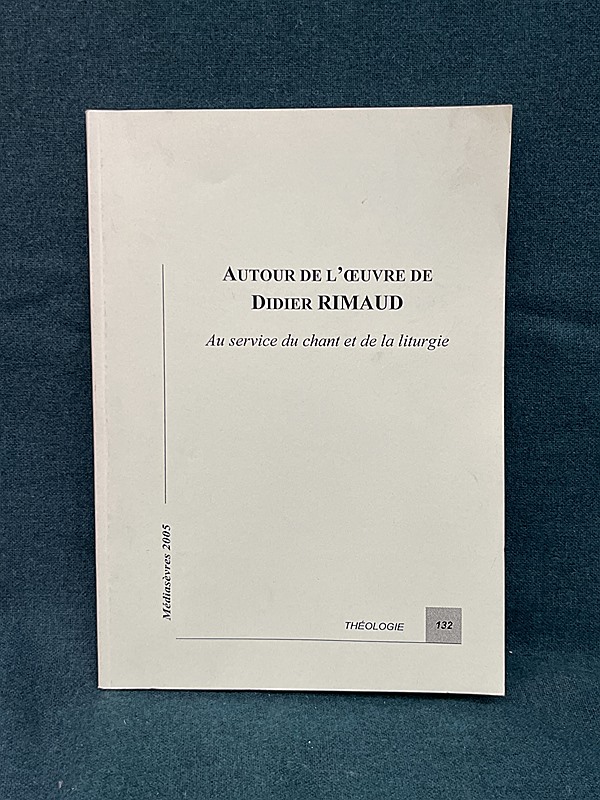 AUTOUR DE L'ŒUVRE DE
DIDIER RIMAUD
Au service du chant et de la liturgie
Médiasèvres 2005
THÉOLOGIE 132